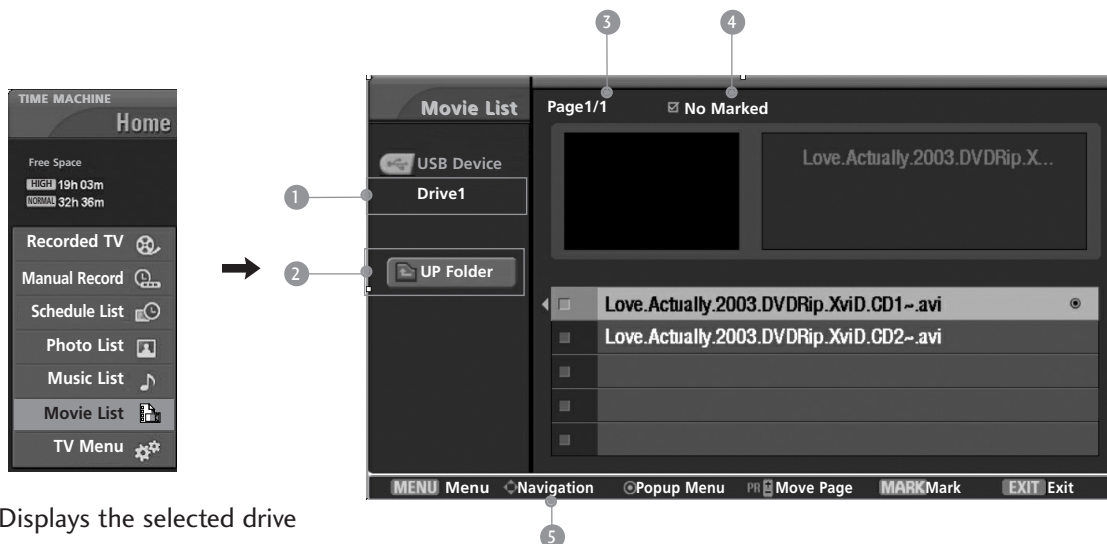 3
4
TIME MACHINE
Home
Free Space
HIGH 19h 03m
NORMAL 32h 36m
Recorded TV
Manual Record
Schedule List
Photo List
Music List
Movie List
TV Menu
Movie List
Page1/1
No Marked
USB Device
Love.Actually.2003.DVDRip.X...
1
Drive1
2
UP Folder
Love.Actually.2003.DVDRip.XviD.CD1~.avi
Love.Actually.2003.DVDRip.XviD.CD2~.avi
MENU Menu Navigation Popup Menu PR Move Page MARK Mark EXIT Exit
Displays the selected drive
5